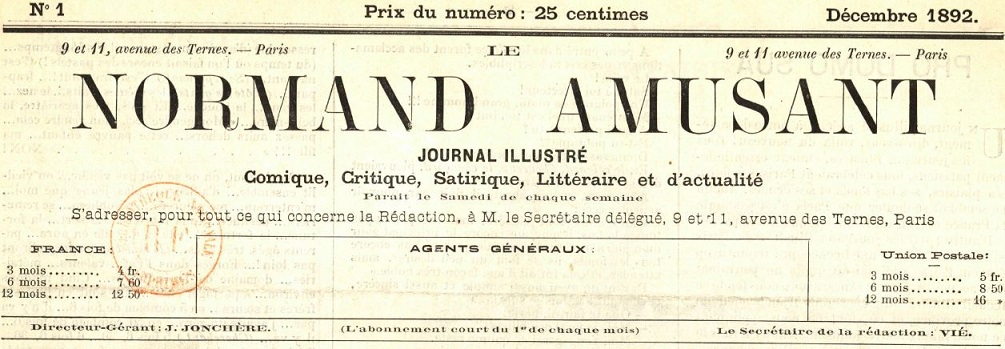 N° 1 Prix du numéro : 25 centimes Décembre 1892.
9 et 11, avenue des Ternes. — Paris LE 9 et 11 avenue des Ternes. — Paris
NORMAND AMUSANT
JOURNAL ILLUSTRÉ
Comique, Critique, Satirique, Littéraire et d'actualité
Parait le Samedi de chaque semaine
S'adresser, pour tout ce qui concerne la Rédaction, à M. le Secrétaire délégué, 9 et 11, avenue des Ternes, Paris
FRANCE :
3 mois........ 4 fr.
6 mois........ 7 60
12 mois........ 12 50
AGENTS GÉNÉRAUX :
Union Postale :
3 mois........ 5 fr.
6 mois........ 8 50
12 mois........ 16 »
Directeur-Gérant : J. JONCHÈRE. (L'abonnement court du 1er de chaque mois) Le Secrétaire de la rédaction : VIÉ.